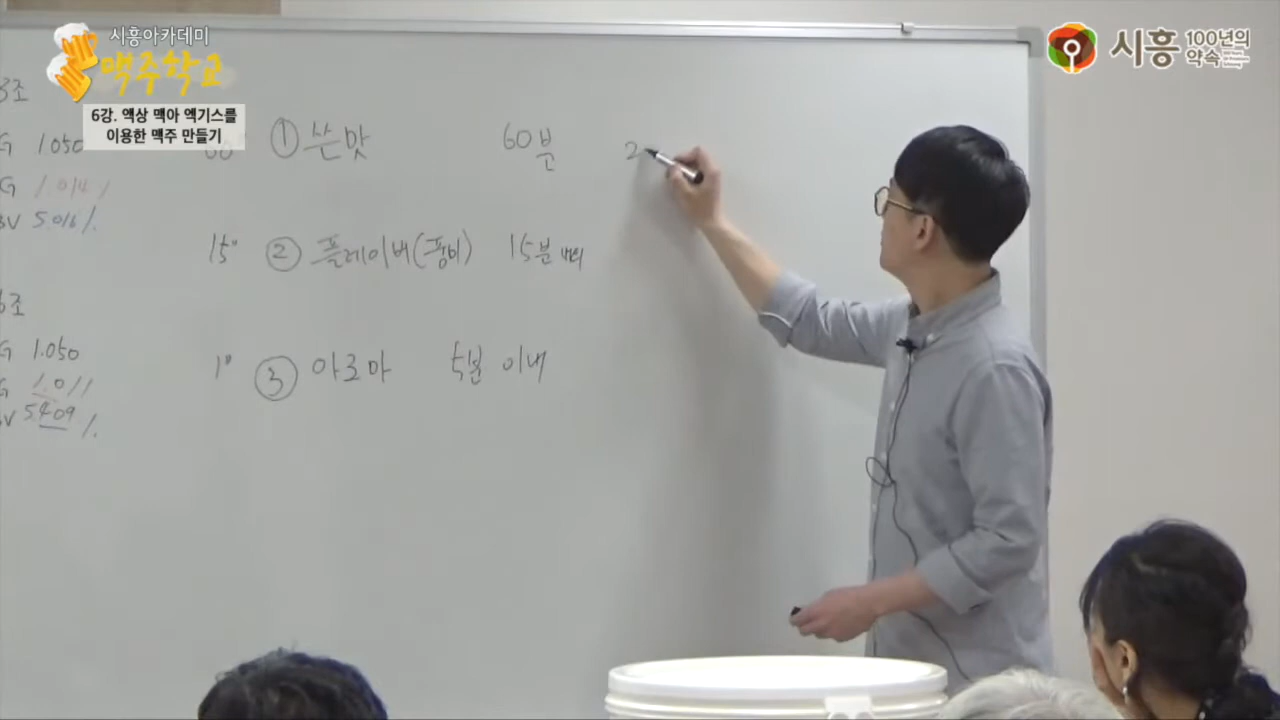 시흥아카데미
맥주학교
6강. 액상 맥아 엑기스를
이용한 맥주 만들기
시흥 100년의
약속
3조
G 1.050
G 1.014
BV 5.016%
조
G 1.050
G 1.011
BV 5.409%
① 쓴맛 60분 2
15" ② 플레이버(풍미) 15분
1" ③ 아로마 5분 이내